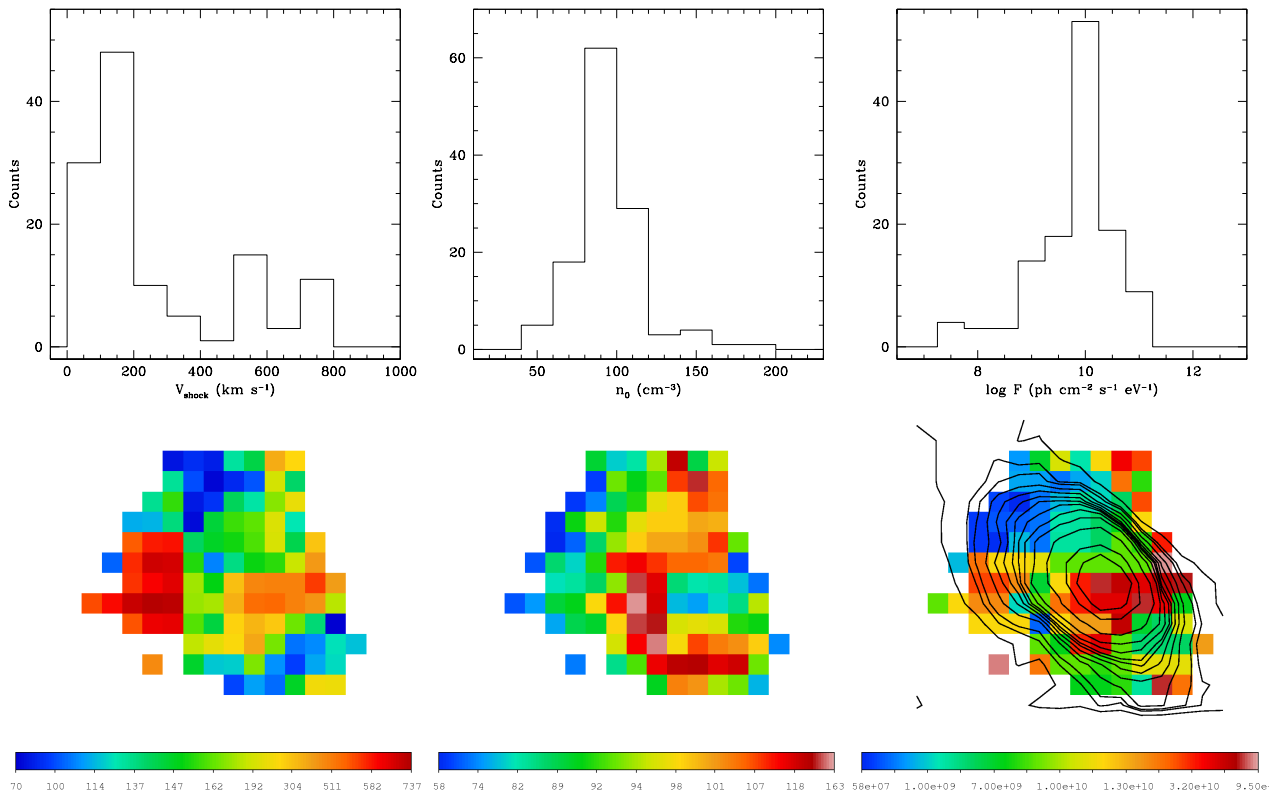 40
20
0
Counts
0 200 400 600 800 1000
V_shock (km s⁻¹)
60
40
20
0
Counts
50 100 150 200
n₀ (cm⁻³)
40
20
0
Counts
8 10 12
log F (ph cm⁻² s⁻¹ eV⁻¹)
70 100 114 137 147 162 192 304 511 582 737
58 74 82 89 92 94 98 101 107 118 163
58e+07 1.00e+09 7.00e+09 1.00e+10 1.30e+10 3.20e+10 9.50e-